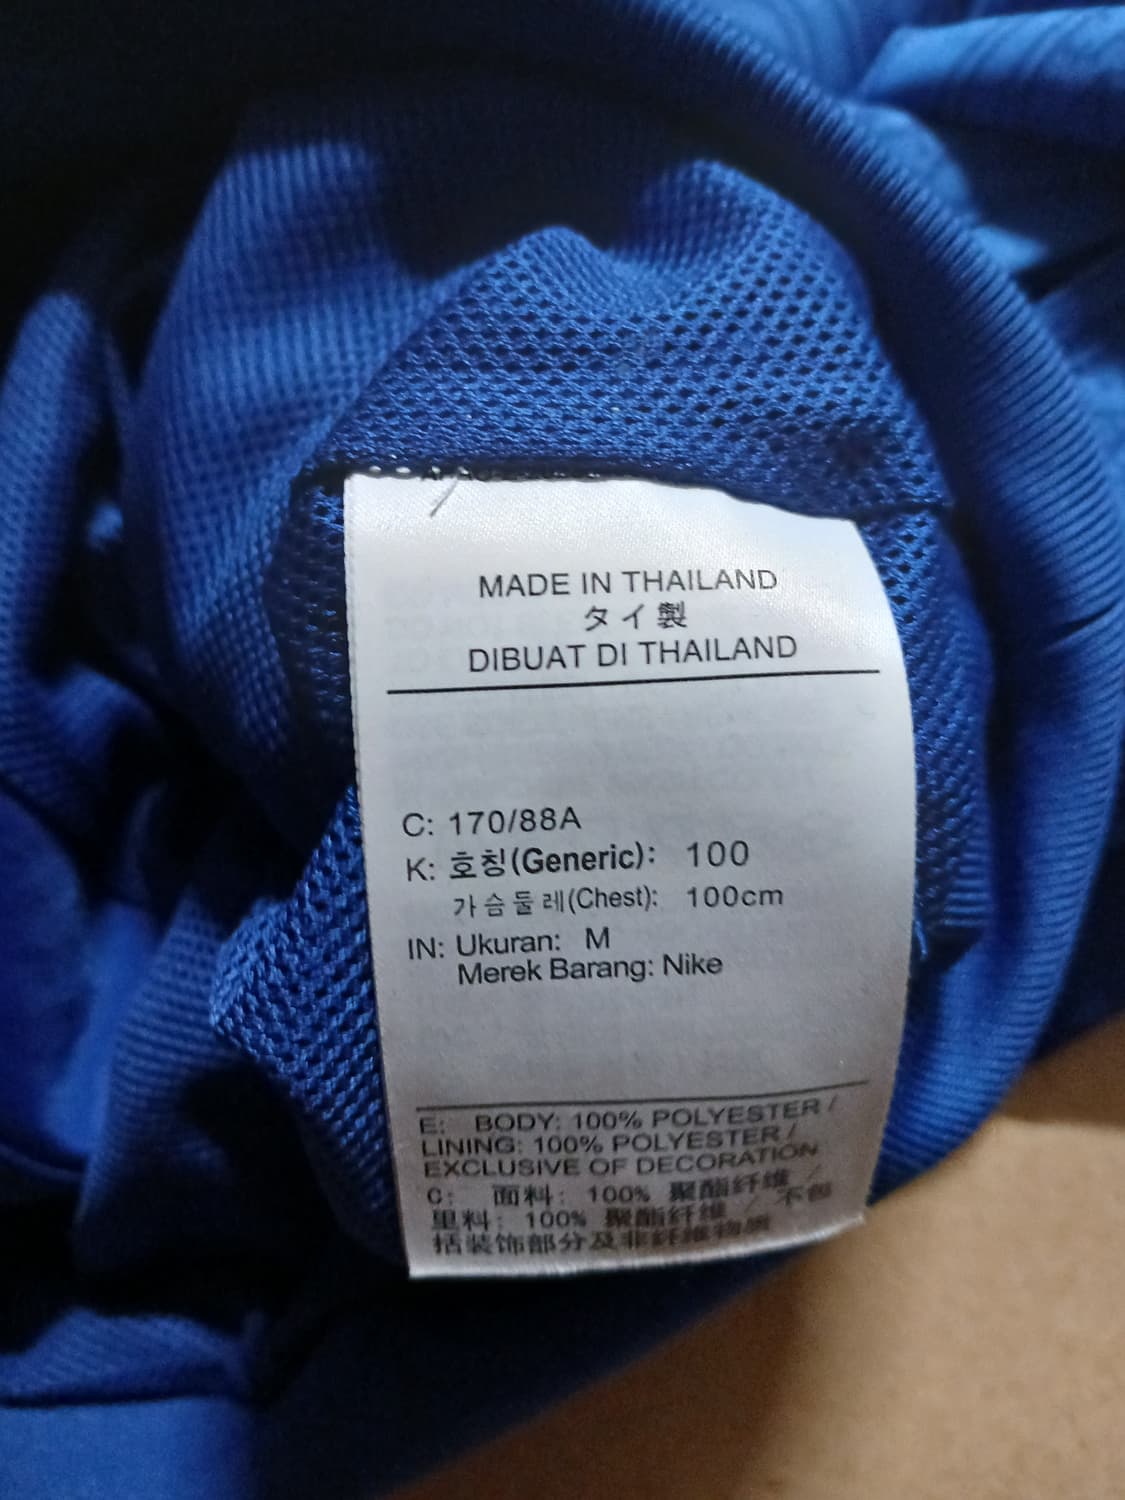 MADE IN THAILAND
タイ製
DIBUAT DI THAILAND
C: 170/88A
K: 호칭(Generic): 100
가슴둘레(Chest): 100cm
IN: Ukuran: M
Merek Barang: Nike
E: BODY: 100% POLYESTER /
LINING: 100% POLYESTER /
EXCLUSIVE OF DECORATION
C: 面料: 100% 聚酯纤维 /
里料: 100% 聚酯纤维 / 不包
括装饰部分及非纤维物质